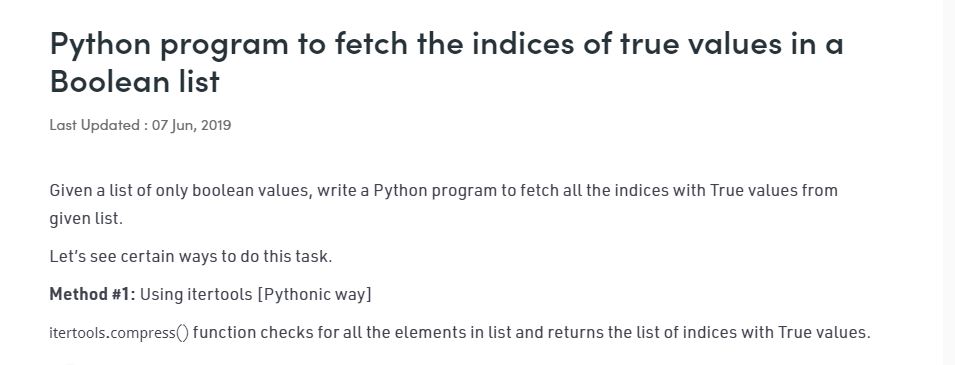 Python program to fetch the indices of true values in a
Boolean list
Last Updated : 07 Jun, 2019
Given a list of only boolean values, write a Python program to fetch all the indices with True values from
given list.
Let’s see certain ways to do this task.
Method #1: Using itertools [Pythonic way]
itertools.compress() function checks for all the elements in list and returns the list of indices with True values.